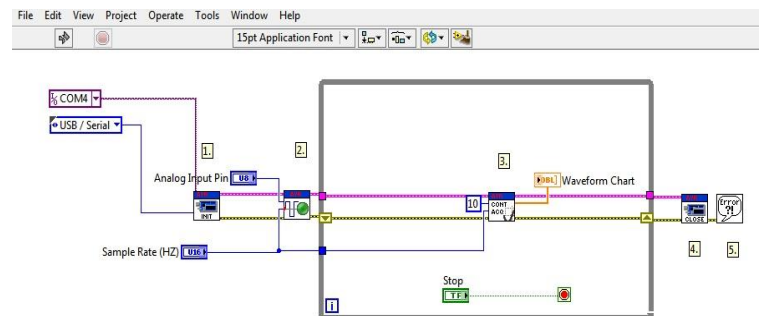 File Edit View Project Operate Tools Window Help
15pt Application Font
COM4
USB / Serial
1.
2.
3.
Analog Input Pin U8
DBL Waveform Chart
INIT
10 CONT
ACQ
Error
?!
CLOSE
Sample Rate (HZ) U16
4.
5.
Stop
TF
i